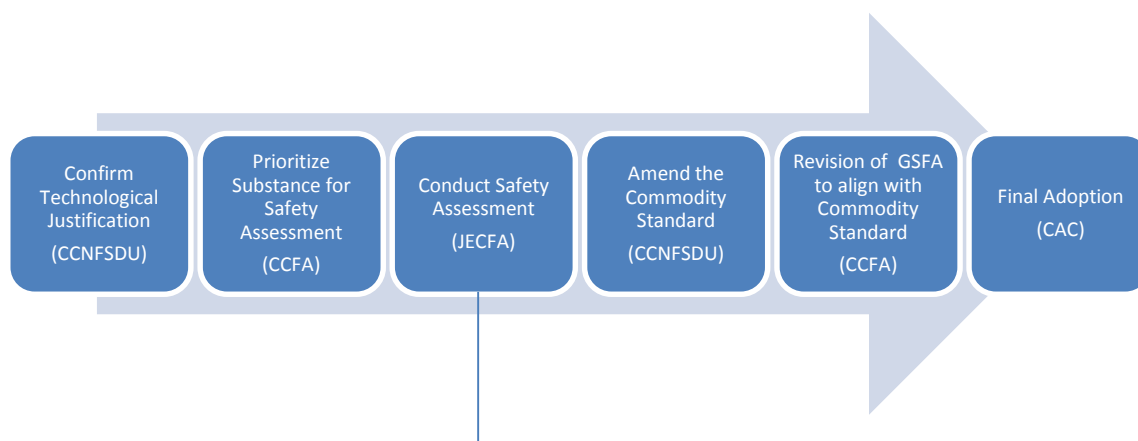 Confirm
Technological
Justification
(CCNFSDU)
Prioritize
Substance for
Safety
Assessment
(CCFA)
Conduct Safety
Assessment
(JECFA)
Amend the
Commodity
Standard
(CCNFSDU)
Revision of GSFA
to align with
Commodity
Standard
(CCFA)
Final Adoption
(CAC)